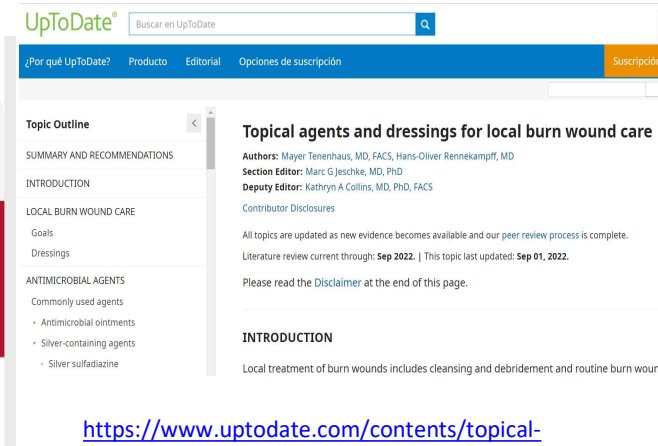 UpToDate®
Buscar en UpToDate
¿Por qué UpToDate? Producto Editorial Opciones de suscripción Suscripción
Topic Outline
SUMMARY AND RECOMMENDATIONS
INTRODUCTION
LOCAL BURN WOUND CARE
Goals
Dressings
ANTIMICROBIAL AGENTS
Commonly used agents
• Antimicrobial ointments
• Silver-containing agents
◦ Silver sulfadiazine
Topical agents and dressings for local burn wound care
Authors: Mayer Tenenhaus, MD, FACS, Hans-Oliver Rennekampff, MD
Section Editor: Marc G Jeschke, MD, PhD
Deputy Editor: Kathryn A Collins, MD, PhD, FACS
Contributor Disclosures
All topics are updated as new evidence becomes available and our peer review process is complete.
Literature review current through: Sep 2022. | This topic last updated: Sep 01, 2022.
Please read the Disclaimer at the end of this page.
INTRODUCTION
Local treatment of burn wounds includes cleansing and debridement and routine burn woun
https://www.uptodate.com/contents/topical-